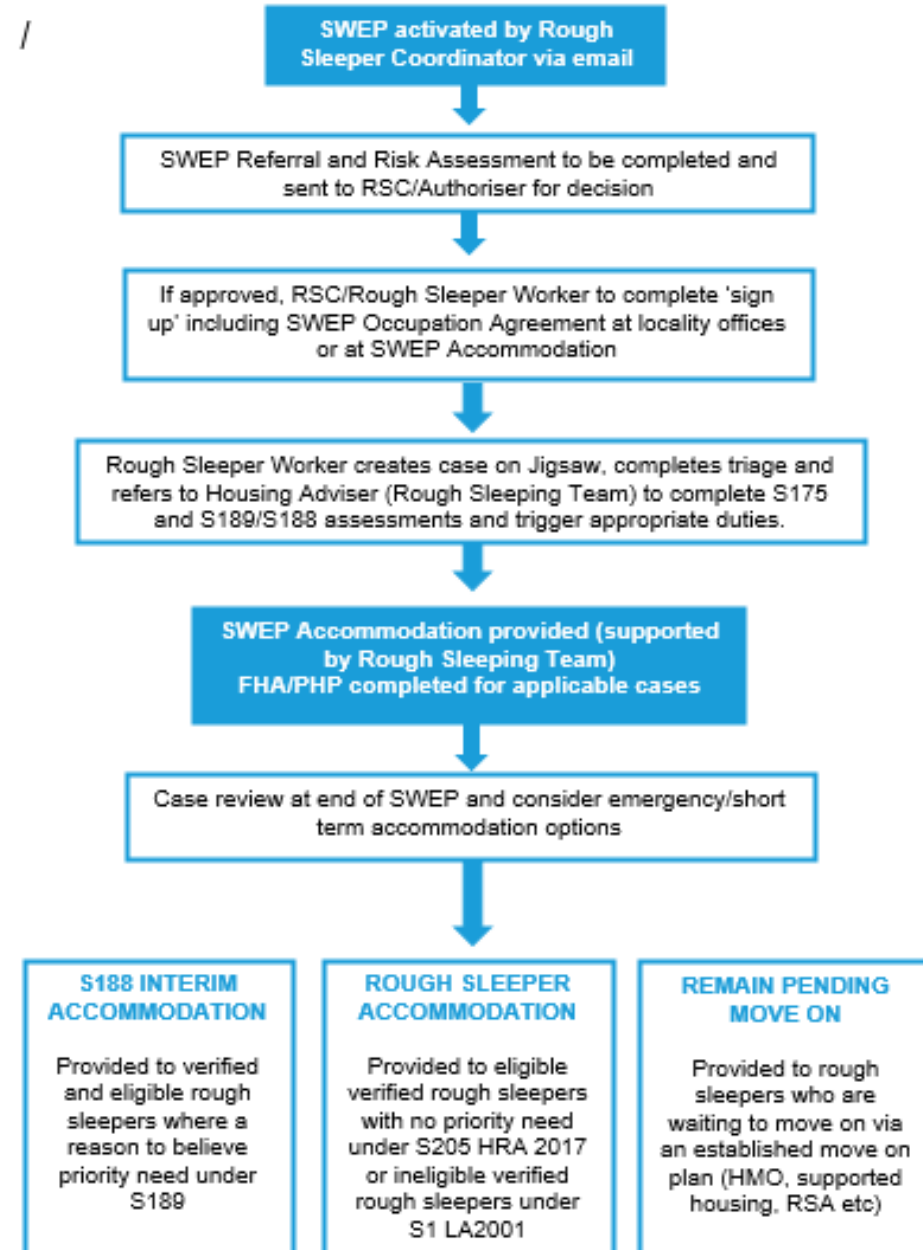 /
SWEP activated by Rough
Sleeper Coordinator via email
SWEP Referral and Risk Assessment to be completed and
sent to RSC/Authoriser for decision
If approved, RSC/Rough Sleeper Worker to complete 'sign
up' including SWEP Occupation Agreement at locality offices
or at SWEP Accommodation
Rough Sleeper Worker creates case on Jigsaw, completes triage and
refers to Housing Adviser (Rough Sleeping Team) to complete S175
and S189/S188 assessments and trigger appropriate duties.
SWEP Accommodation provided (supported
by Rough Sleeping Team)
FHA/PHP completed for applicable cases
Case review at end of SWEP and consider emergency/short
term accommodation options
S188 INTERIM
ACCOMMODATION
Provided to verified
and eligible rough
sleepers where a
reason to believe
priority need under
S189
ROUGH SLEEPER
ACCOMMODATION
Provided to eligible
verified rough sleepers
with no priority need
under S205 HRA 2017
or ineligible verified
rough sleepers under
S1 LA2001
REMAIN PENDING
MOVE ON
Provided to rough
sleepers who are
waiting to move on via
an established move on
plan (HMO, supported
housing, RSA etc)